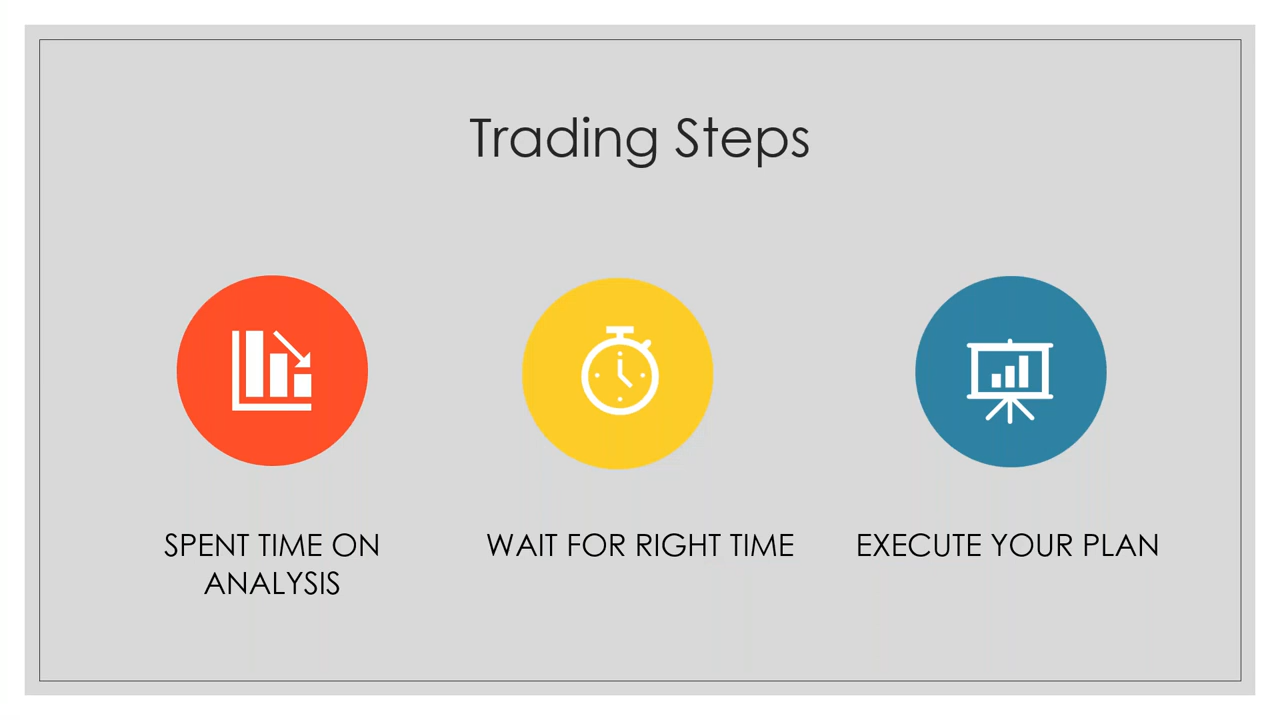 Trading Steps
SPENT TIME ON
ANALYSIS
WAIT FOR RIGHT TIME
EXECUTE YOUR PLAN